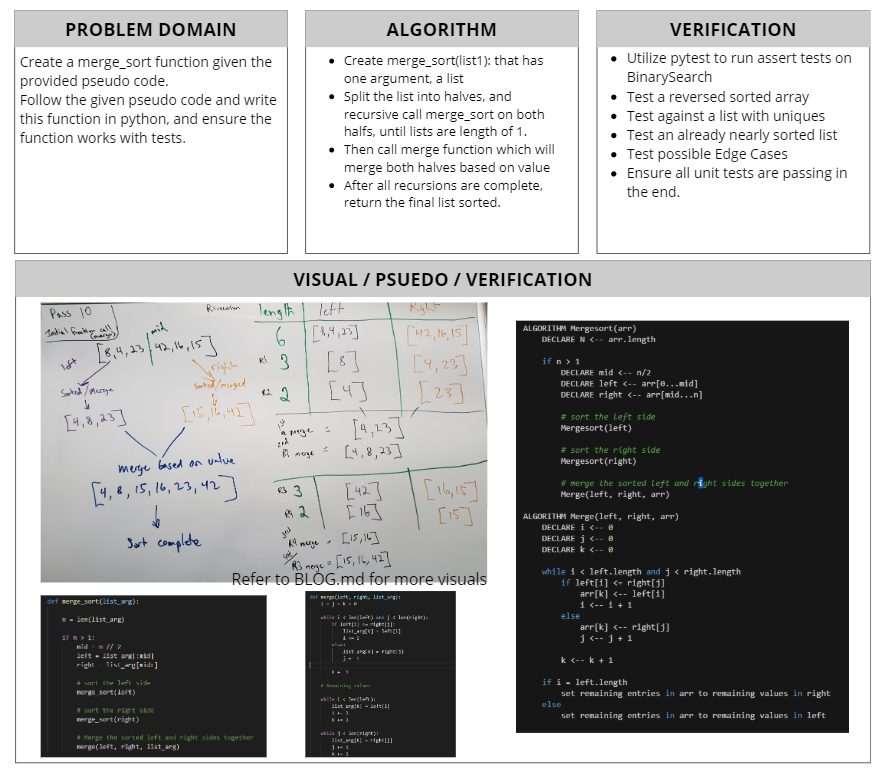 PROBLEM DOMAIN
Create a merge_sort function given the
provided pseudo code.
Follow the given pseudo code and write
this function in python, and ensure the
function works with tests.
ALGORITHM
• Create merge_sort(list1): that has
one argument, a list
• Split the list into halves, and
recursive call merge_sort on both
halfs, until lists are length of 1.
• Then call merge function which will
merge both halves based on value
• After all recursions are complete,
return the final list sorted.
VERIFICATION
• Utilize pytest to run assert tests on
BinarySearch
• Test a reversed sorted array
• Test against a list with uniques
• Test an already nearly sorted list
• Test possible Edge Cases
• Ensure all unit tests are passing in
the end.
VISUAL / PSUEDO / VERIFICATION
Pass 10
Initial function call
(merge)
mid
[8,4,23 | 42,16,15]
left
right
Sorted/merge
Sorted/merged
[4,8,23]
[15,16,42]
merge based on value
[4, 8, 15, 16, 23, 42]
Sort complete
length left Right
6 [8,4,23] [42,16,15]
R1 3 [8] [4,23]
R2 2 [4] [23]
merge = [4,23]
2nd
R1 merge = [4,8,23]
R3 3 [42] [16,15]
R4 2 [16] [15]
R4 merge = [15,16]
R3 merge = [15,16,42]
Refer to BLOG.md for more visuals
def merge_sort(list_arg):
n = len(list_arg)
if n > 1:
mid = n // 2
left = list_arg[:mid]
right = list_arg[mid:]
# sort the left side
merge_sort(left)
# sort the right side
merge_sort(right)
# Merge the sorted left and right sides together
merge(left, right, list_arg)
def merge(left, right, list_arg):
i = j = k = 0
while i < len(left) and j < len(right):
if left[i] <= right[j]:
list_arg[k] = left[i]
i += 1
else:
list_arg[k] = right[j]
j += 1
k += 1
# Remaining values
while i < len(left):
list_arg[k] = left[i]
i += 1
k += 1
while j < len(right):
list_arg[k] = right[j]
j += 1
k += 1
ALGORITHM Mergesort(arr)
DECLARE N <-- arr.length
if n > 1
DECLARE mid <-- n/2
DECLARE left <-- arr[0...mid]
DECLARE right <-- arr[mid...n]
# sort the left side
Mergesort(left)
# sort the right side
Mergesort(right)
# merge the sorted left and right sides together
Merge(left, right, arr)
ALGORITHM Merge(left, right, arr)
DECLARE i <-- 0
DECLARE j <-- 0
DECLARE k <-- 0
while i < left.length and j < right.length
if left[i] <= right[j]
arr[k] <-- left[i]
i <-- i + 1
else
arr[k] <-- right[j]
j <-- j + 1
k <-- k + 1
if i = left.length
set remaining entries in arr to remaining values in right
else
set remaining entries in arr to remaining values in left